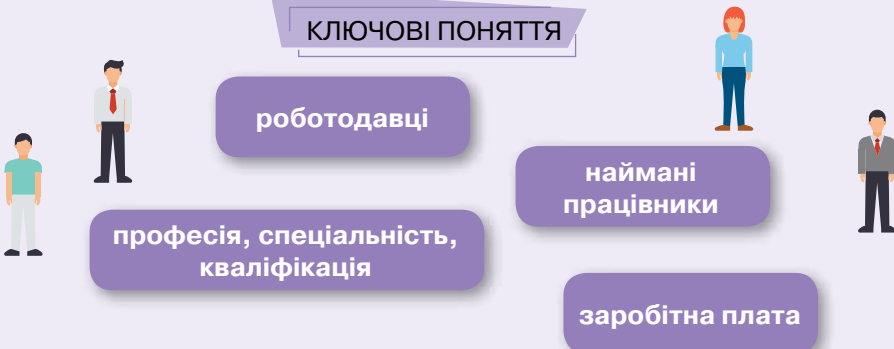 КЛЮЧОВІ ПОНЯТТЯ
роботодавці
наймані
працівники
професія, спеціальність,
кваліфікація
заробітна плата